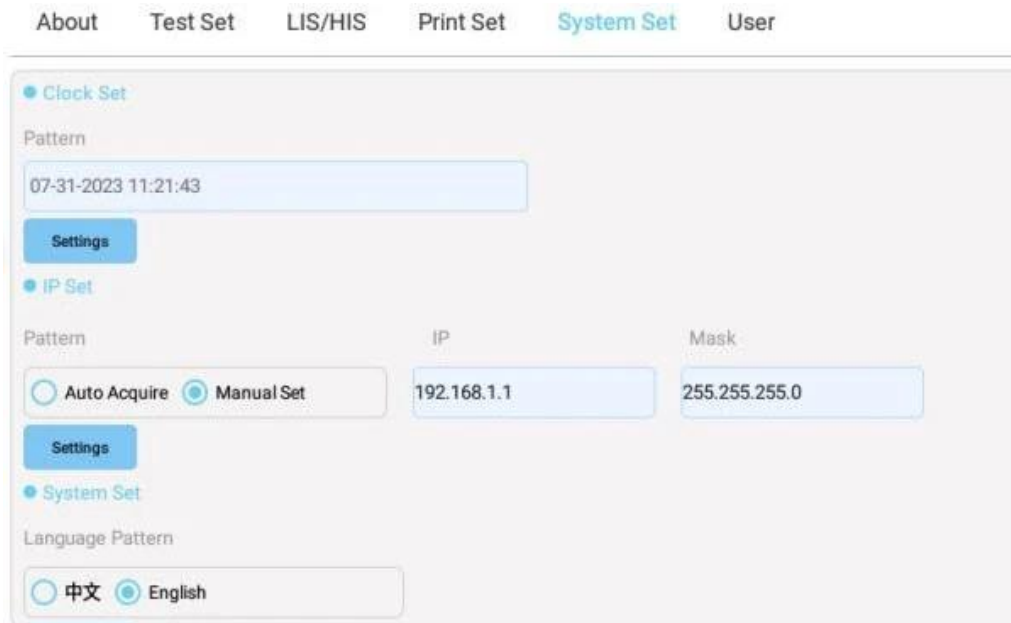 About Test Set LIS/HIS Print Set System Set User
Clock Set
Pattern
07-31-2023 11:21:43
Settings
IP Set
Pattern IP Mask
Auto Acquire Manual Set 192.168.1.1 255.255.255.0
Settings
System Set
Language Pattern
中文 English